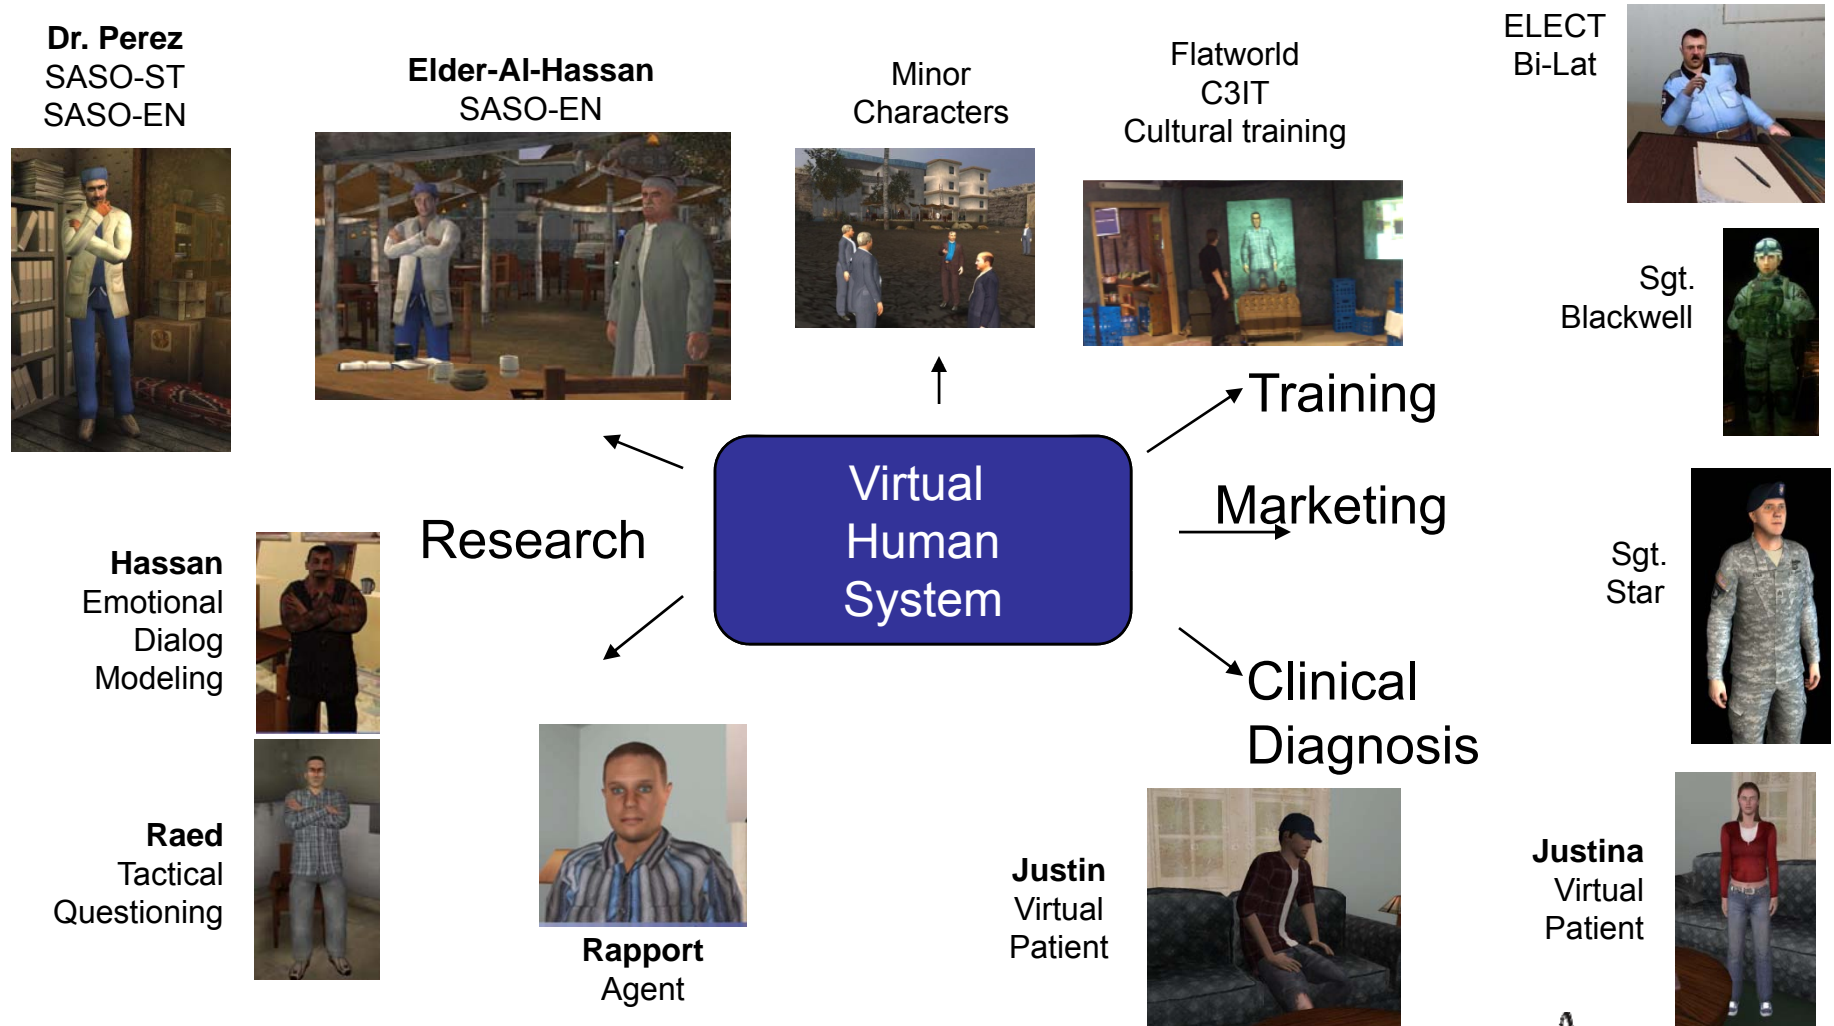 Dr. Perez
SASO-ST
SASO-EN
Elder-Al-Hassan
SASO-EN
Minor
Characters
Flatworld
C3IT
Cultural training
ELECT
Bi-Lat
Sgt.
Blackwell
Training
Marketing
Virtual
Human
System
Research
Hassan
Emotional
Dialog
Modeling
Sgt.
Star
Clinical
Diagnosis
Raed
Tactical
Questioning
Rapport
Agent
Justin
Virtual
Patient
Justina
Virtual
Patient